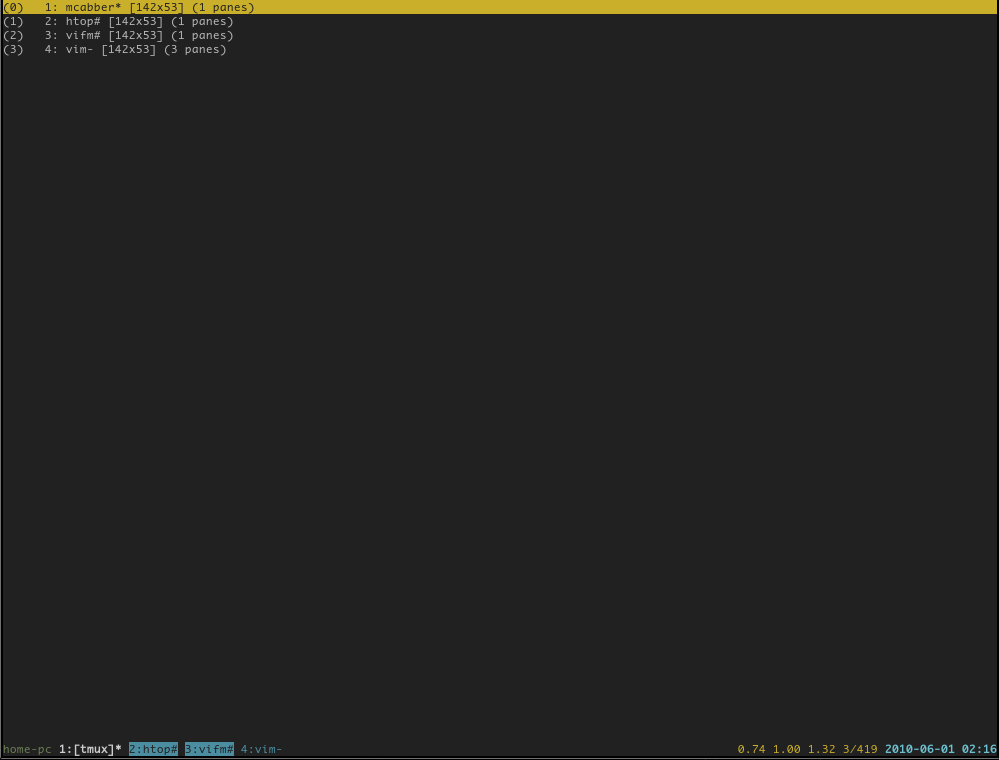 (0)   1: mcabber* [142x53] (1 panes)
(1)   2: htop# [142x53] (1 panes)
(2)   3: vifm# [142x53] (1 panes)
(3)   4: vim- [142x53] (3 panes)
home-pc 1:[tmux]* 2:htop# 3:vifm# 4:vim- 0.74 1.00 1.32 3/419 2010-06-01 02:16